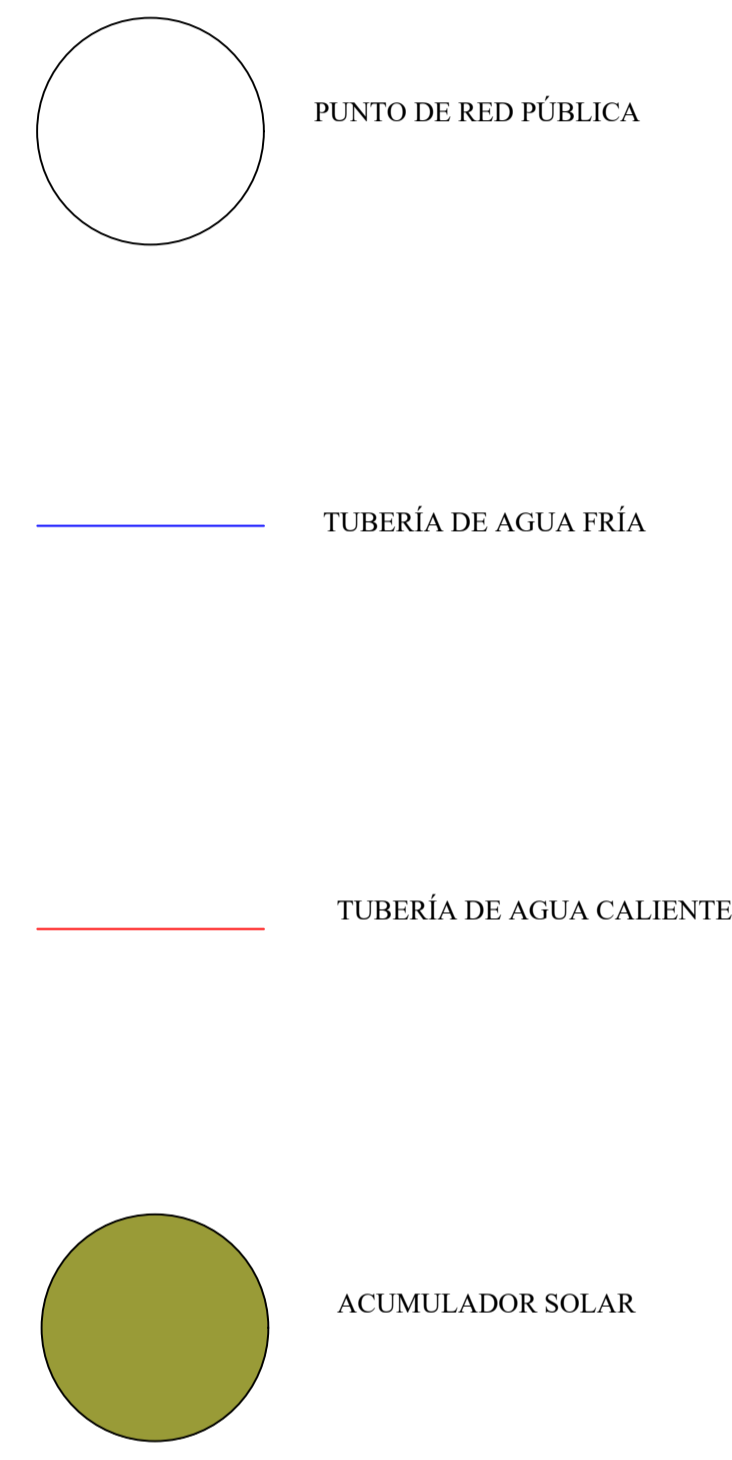 PUNTO DE RED PÚBLICA
TUBERÍA DE AGUA FRÍA
TUBERÍA DE AGUA CALIENTE
ACUMULADOR SOLAR